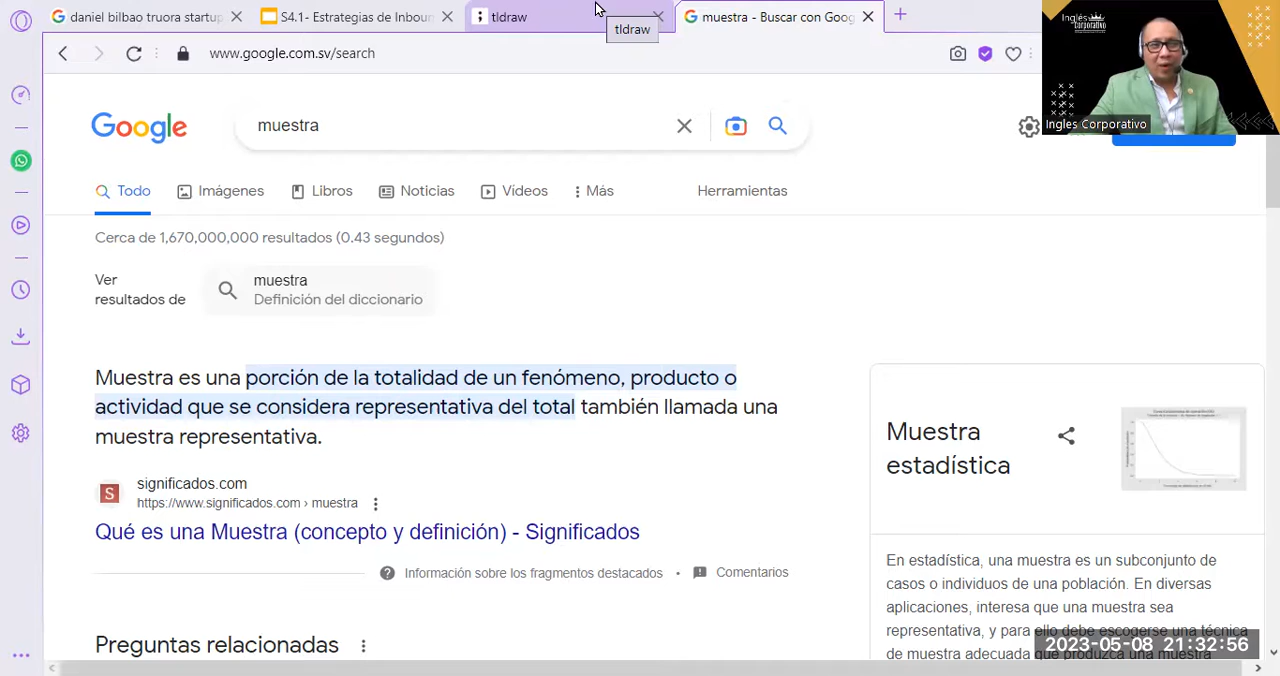 daniel bilbao truora startup
S4.1- Estrategias de Inboun
tldraw
muestra - Buscar con Goog
tldraw
www.google.com.sv/search
Inglés
Corporativo
Ingles Corporativo
Google
muestra
Todo
Imágenes
Libros
Noticias
Videos
Más
Herramientas
Cerca de 1,670,000,000 resultados (0.43 segundos)
Ver
resultados de
muestra
Definición del diccionario
Muestra es una porción de la totalidad de un fenómeno, producto o
actividad que se considera representativa del total también llamada una
muestra representativa.
significados.com
https://www.significados.com › muestra
Qué es una Muestra (concepto y definición) - Significados
Información sobre los fragmentos destacados
Comentarios
Preguntas relacionadas
Muestra
estadística
En estadística, una muestra es un subconjunto de
casos o individuos de una población. En diversas
aplicaciones, interesa que una muestra sea
representativa, y para ello debe escogerse una técnica
de muestra adecuada que produzca una muestra
2023-05-08 21:32:56